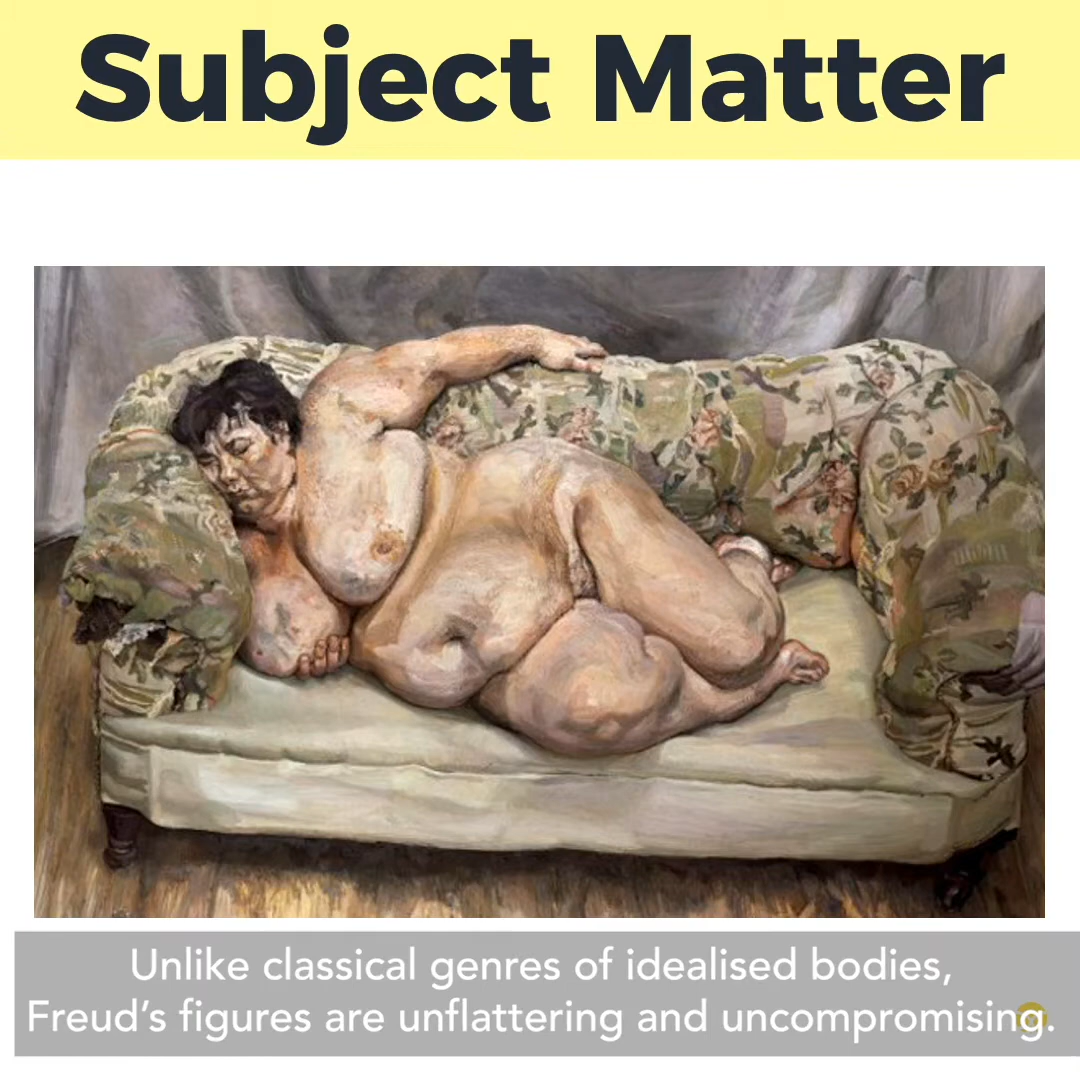 Subject Matter
Unlike classical genres of idealised bodies,
Freud's figures are unflattering and uncompromising.